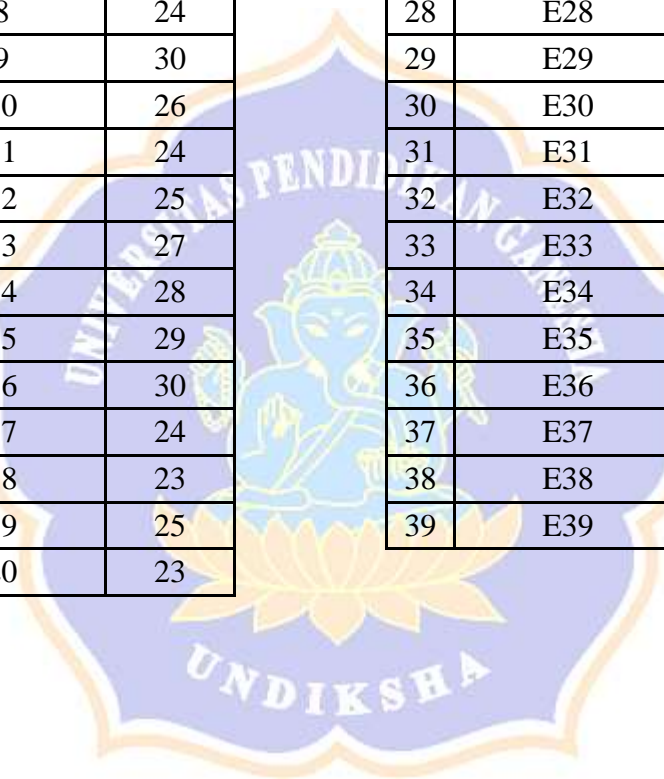 8 24 28 E28
9 30 29 E29
0 26 30 E30
1 24 31 E31
2 25 32 E32
3 27 33 E33
4 28 34 E34
5 29 35 E35
6 30 36 E36
7 24 37 E37
8 23 38 E38
9 25 39 E39
0 23
UNIVERSITAS PENDIDIKAN GANESHA
UNDIKSHA